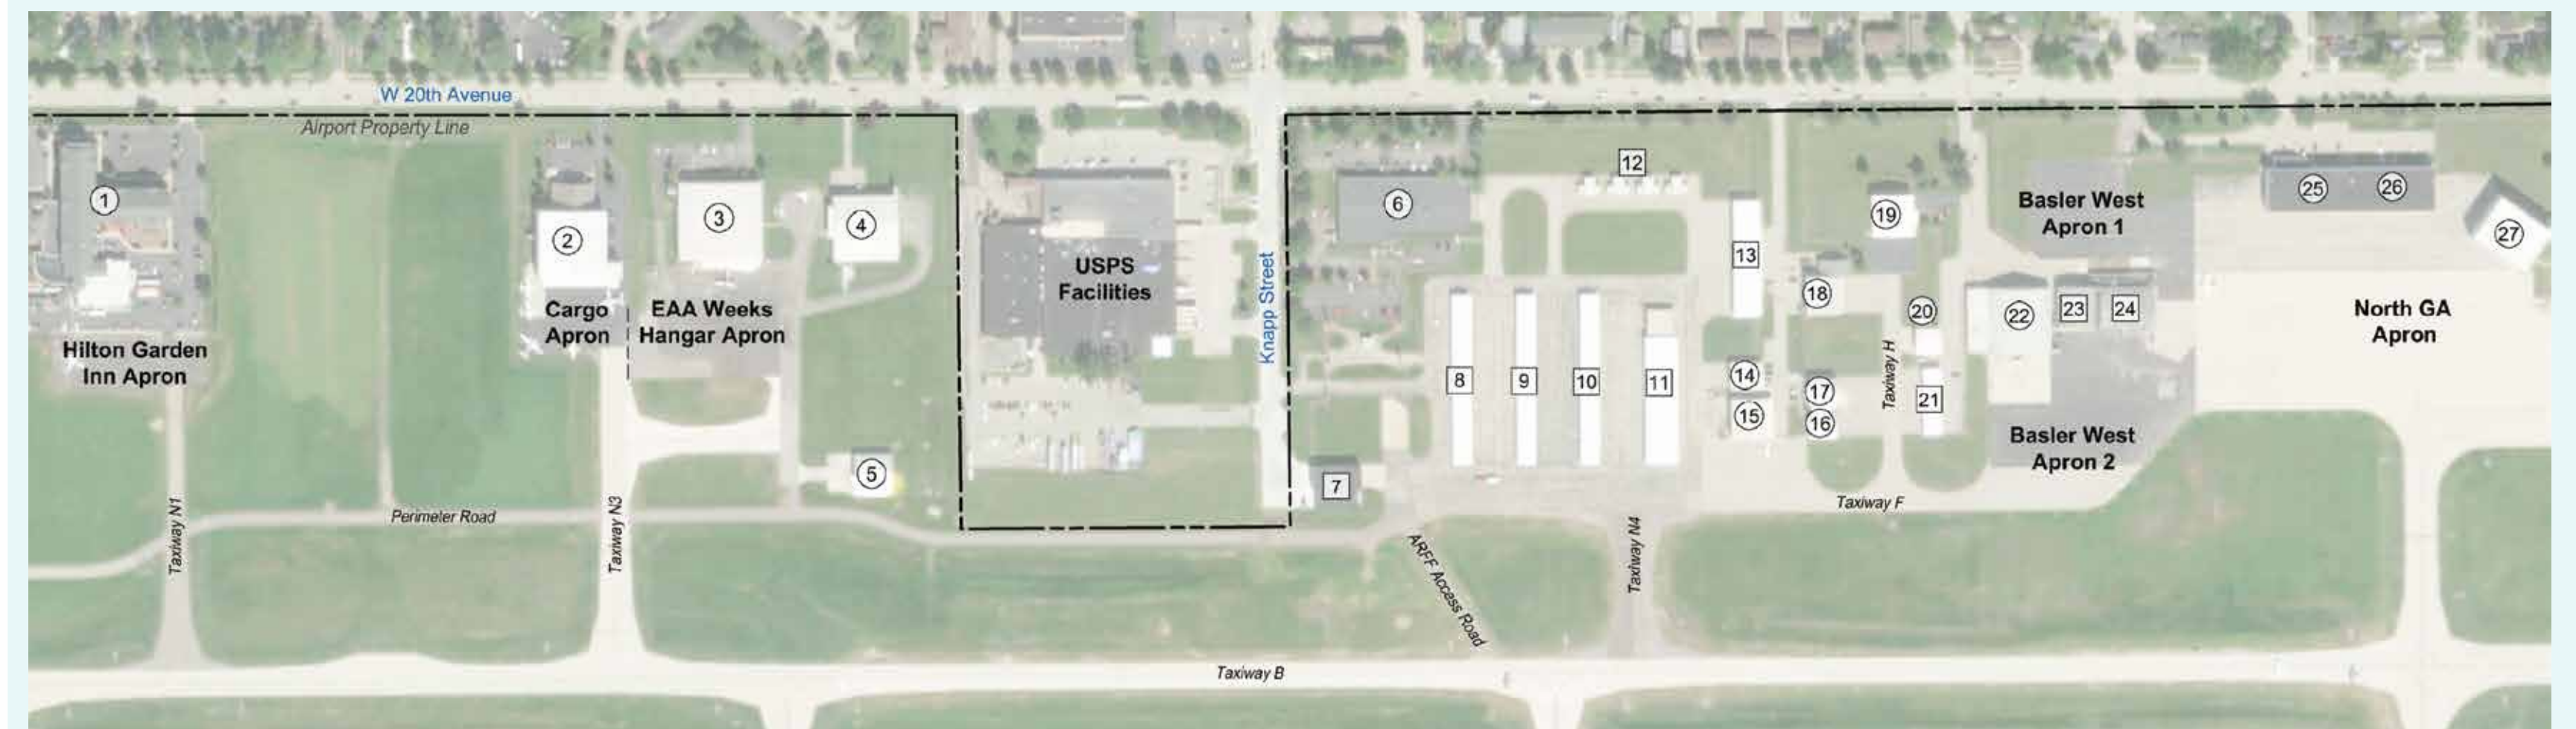 W 20th Avenue
Airport Property Line
1
2
3
4
5
Hilton Garden
Inn Apron
Cargo
Apron
EAA Weeks
Hangar Apron
USPS
Facilities
Knapp Street
6
7
8
9
10
11
12
13
14
15
16
17
18
19
20
21
22
23
24
25
26
27
Basler West
Apron 1
Basler West
Apron 2
North GA
Apron
Taxiway H
Taxiway F
Taxiway N1
Perimeter Road
Taxiway N3
ARFF Access Road
Taxiway N4
Taxiway B